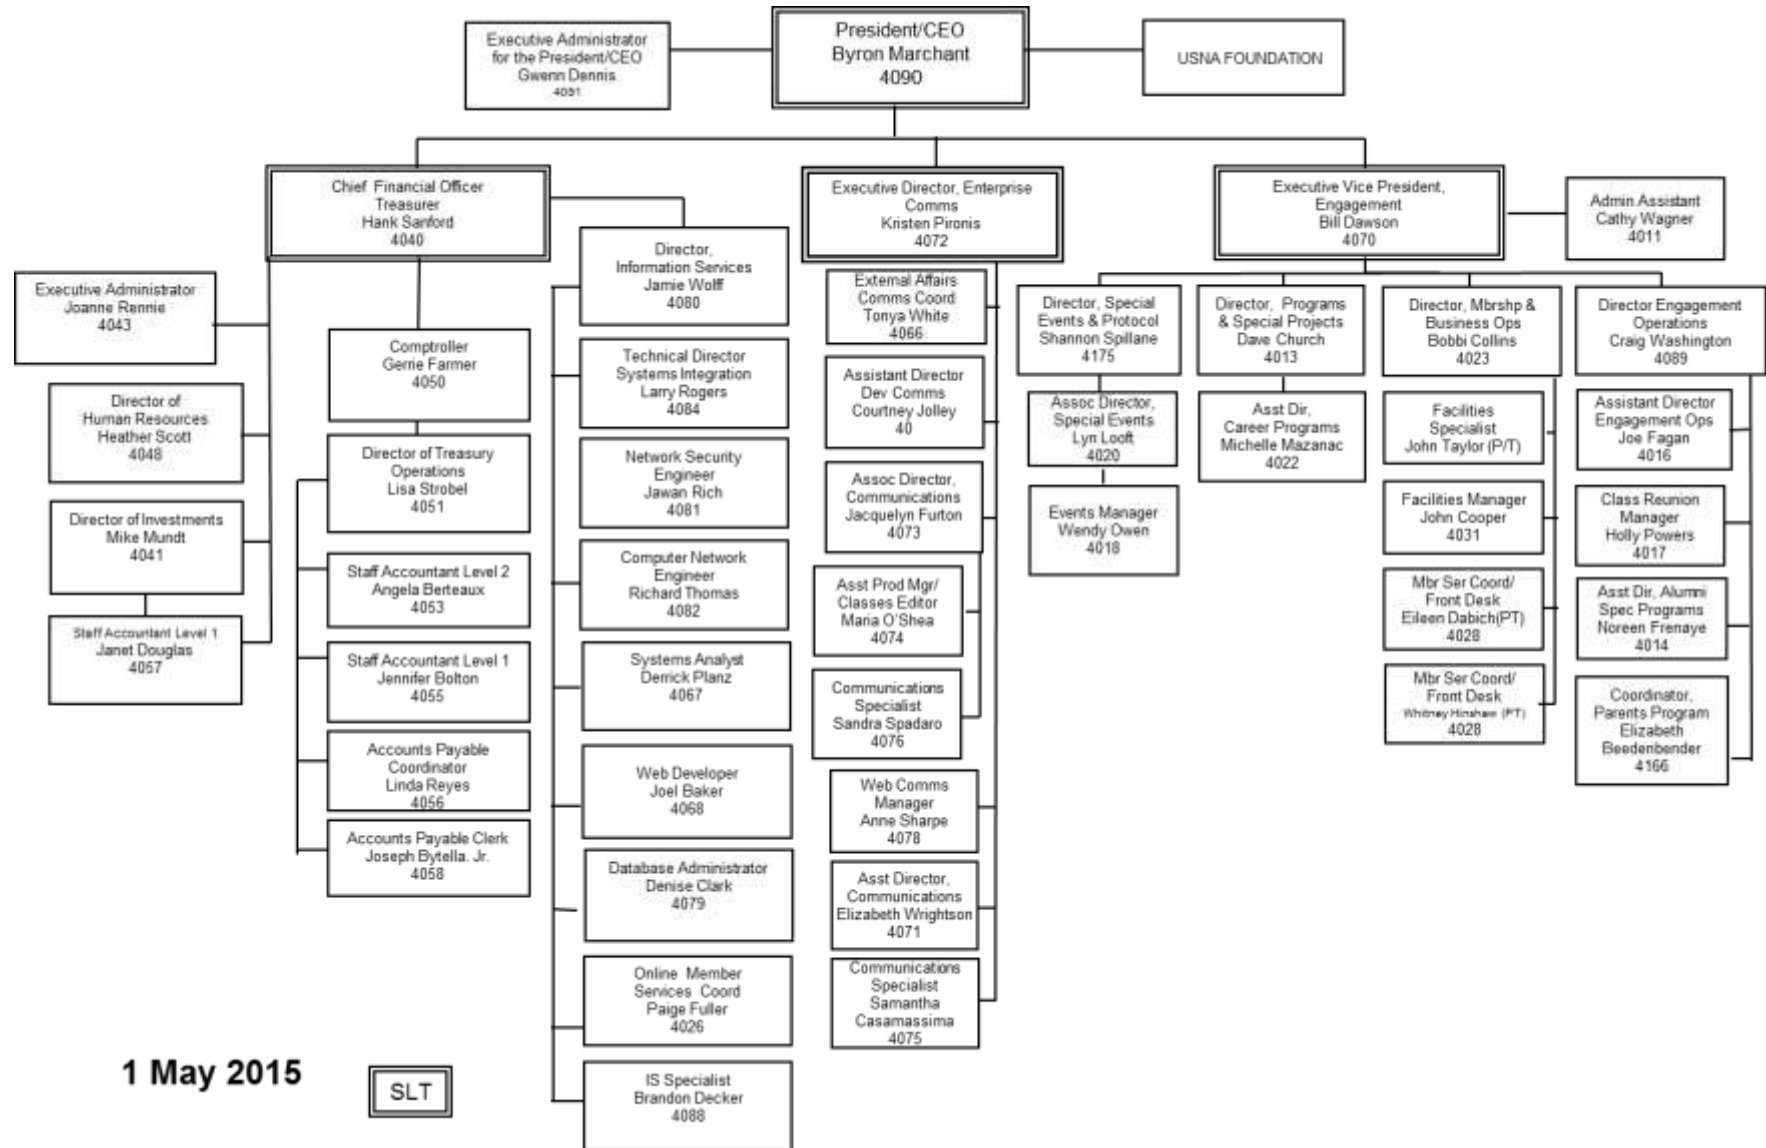 Executive Administrator
for the President/CEO
Gwenn Dennis
4091
President/CEO
Byron Marchant
4090
USNA FOUNDATION
Chief Financial Officer
Treasurer
Hank Sanford
4040
Executive Director, Enterprise
Comms
Kristen Pironis
4072
Executive Vice President,
Engagement
Bill Dawson
4070
Admin Assistant
Cathy Wagner
4011
Executive Administrator
Joanne Rennie
4043
Director of
Human Resources
Heather Scott
4048
Director of Investments
Mike Mundt
4041
Staff Accountant Level 1
Janet Douglas
4057
Comptroller
Gerrie Farmer
4050
Director of Treasury
Operations
Lisa Strobel
4051
Staff Accountant Level 2
Angela Berteaux
4053
Staff Accountant Level 1
Jennifer Bolton
4055
Accounts Payable
Coordinator
Linda Reyes
4056
Accounts Payable Clerk
Joseph Bytella. Jr.
4058
Director,
Information Services
Jamie Wolff
4080
Technical Director
Systems Integration
Larry Rogers
4084
Network Security
Engineer
Jawan Rich
4081
Computer Network
Engineer
Richard Thomas
4082
Systems Analyst
Derrick Planz
4067
Web Developer
Joel Baker
4068
Database Administrator
Denise Clark
4079
Online Member
Services Coord
Paige Fuller
4026
IS Specialist
Brandon Decker
4088
External Affairs
Comms Coord
Tonya White
4066
Assistant Director
Dev Comms
Courtney Jolley
40
Assoc Director,
Communications
Jacquelyn Furton
4073
Asst Prod Mgr/
Classes Editor
Maria O'Shea
4074
Communications
Specialist
Sandra Spadaro
4076
Web Comms
Manager
Anne Sharpe
4078
Asst Director,
Communications
Elizabeth Wrightson
4071
Communications
Specialist
Samantha
Casamassima
4075
Director, Special
Events & Protocol
Shannon Spillane
4175
Assoc Director,
Special Events
Lyn Looft
4020
Events Manager
Wendy Owen
4018
Director, Programs
& Special Projects
Dave Church
4013
Asst Dir,
Career Programs
Michelle Mazanac
4022
Director, Mbrshp &
Business Ops
Bobbi Collins
4023
Facilities
Specialist
John Taylor (P/T)
Facilities Manager
John Cooper
4031
Mbr Ser Coord/
Front Desk
Eileen Dabich(PT)
4028
Mbr Ser Coord/
Front Desk
Whitney Hinshaw (PT)
4028
Director Engagement
Operations
Craig Washington
4089
Assistant Director
Engagement Ops
Joe Fagan
4016
Class Reunion
Manager
Holly Powers
4017
Asst Dir, Alumni
Spec Programs
Noreen Frenaye
4014
Coordinator,
Parents Program
Elizabeth
Beedenbender
4166
1 May 2015
SLT